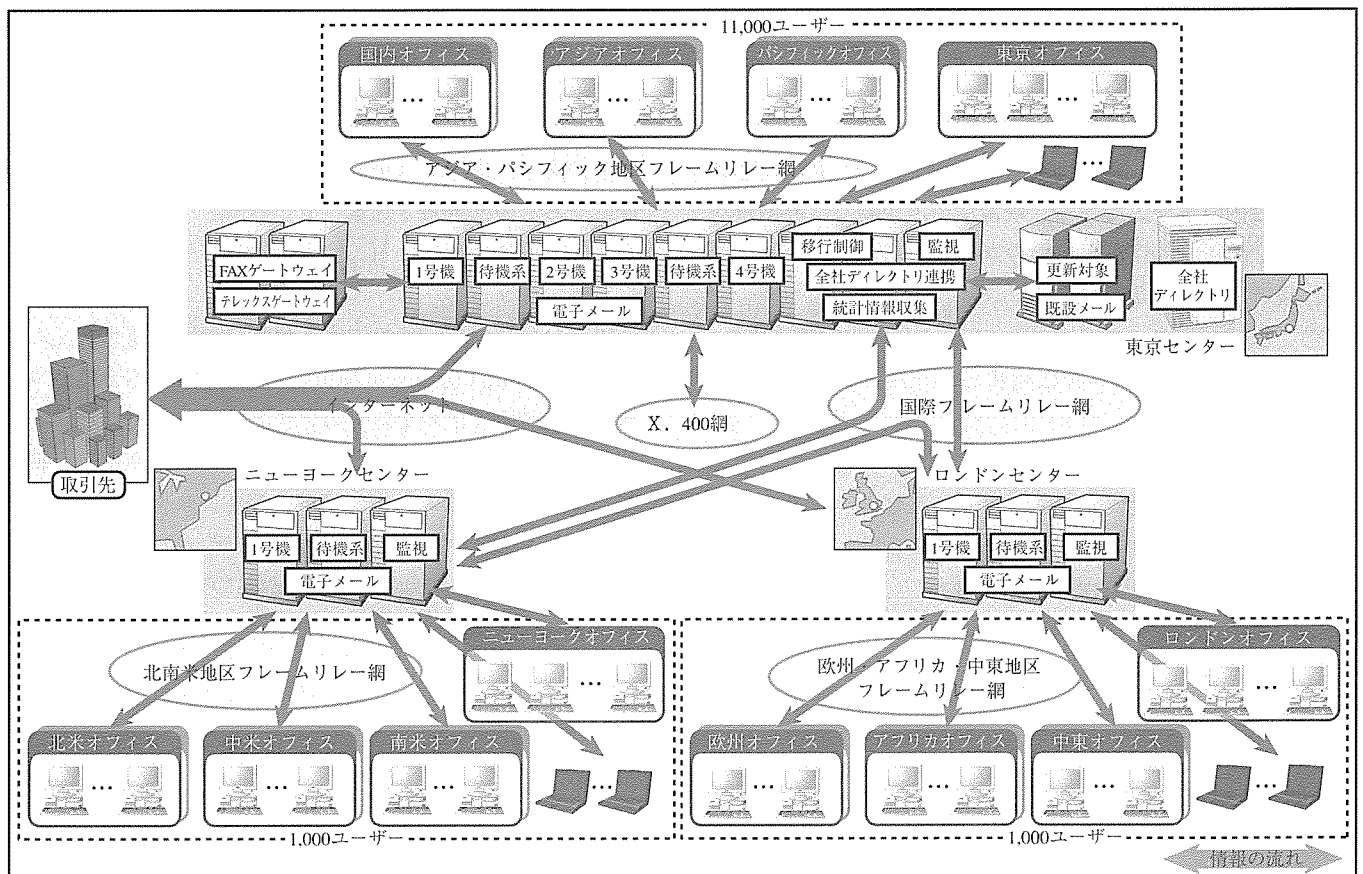 11,000ユーザー
国内オフィス
アジアオフィス
パシフィックオフィス
東京オフィス
アジア・パシフィック地区フレームリレー網
FAXゲートウェイ
テレックスゲートウェイ
1号機
待機系
2号機
3号機
待機系
4号機
電子メール
移行制御
監視
全社ディレクトリ連携
統計情報収集
更新対象
既設メール
全社
ディレクトリ
東京センター
インターネット
X．400網
国際フレームリレー網
取引先
ニューヨークセンター
1号機
待機系
監視
電子メール
ロンドンセンター
1号機
待機系
監視
電子メール
北南米地区フレームリレー網
ニューヨークオフィス
北米オフィス
中米オフィス
南米オフィス
1,000ユーザー
欧州・アフリカ・中東地区
フレームリレー網
ロンドンオフィス
欧州オフィス
アフリカオフィス
中東オフィス
1,000ユーザー
情報の流れ